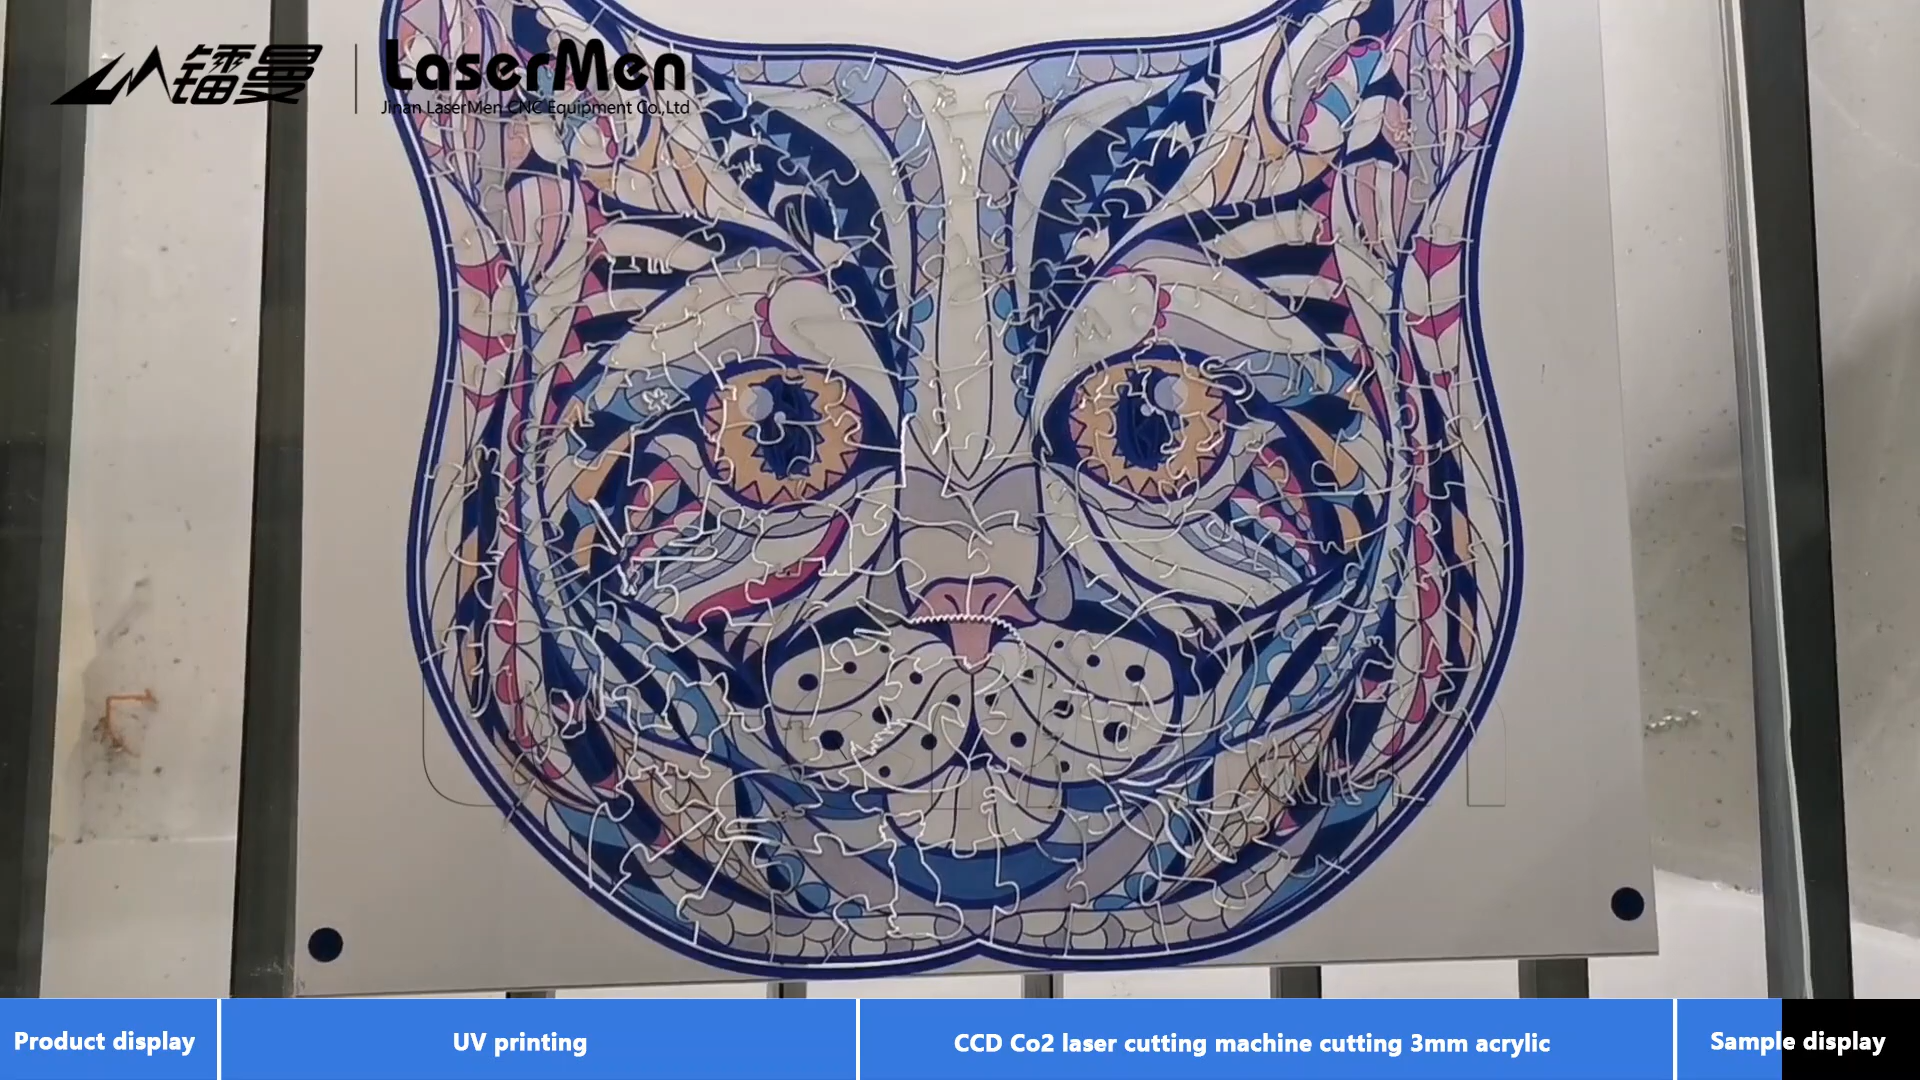 镭曼
LaserMen
Jinan LaserMen CNC Equipment Co.,Ltd
LaserMen
Product display
UV printing
CCD Co2 laser cutting machine cutting 3mm acrylic
Sample display